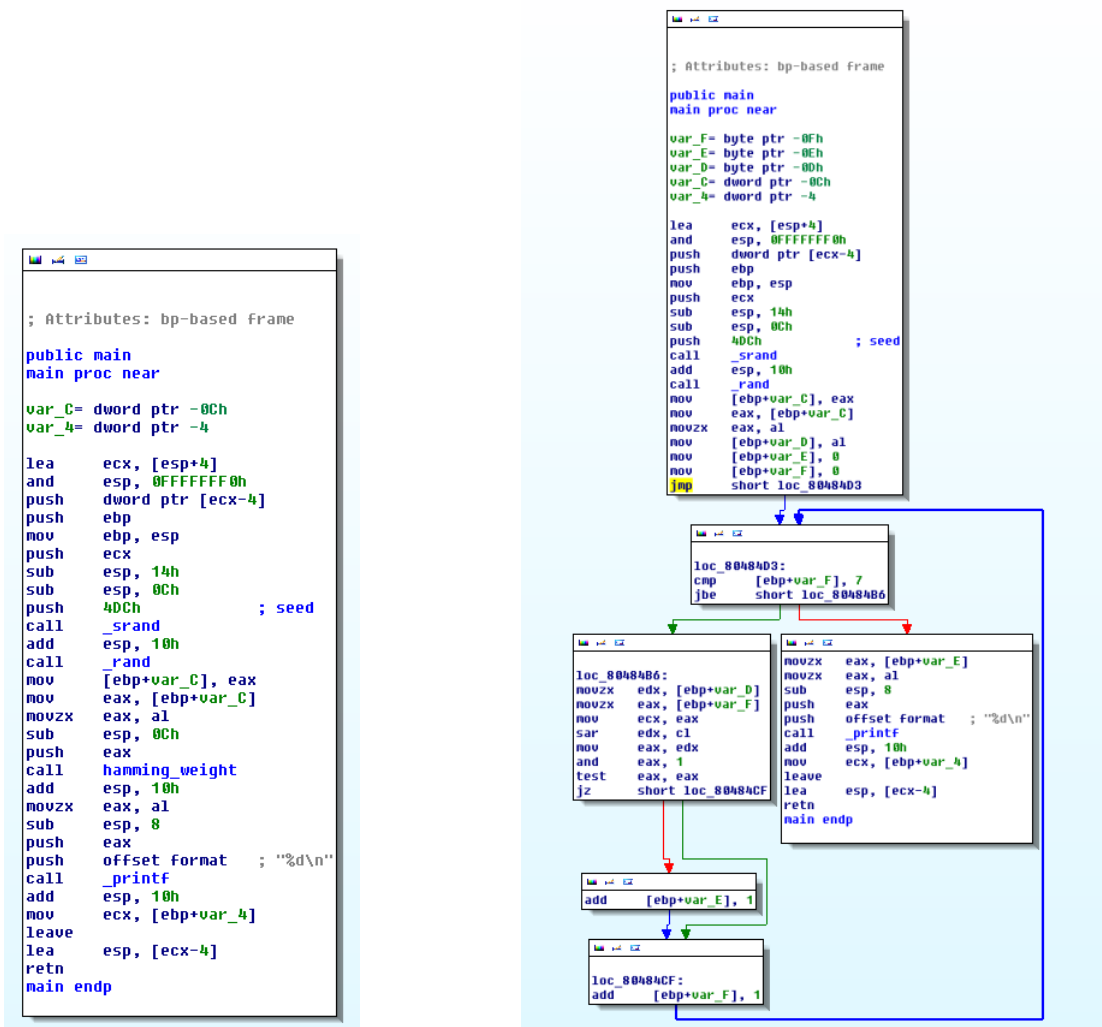 ; Attributes: bp-based frame
public main
main proc near
var_C= dword ptr -0Ch
var_4= dword ptr -4
lea ecx, [esp+4]
and esp, 0FFFFFFF0h
push dword ptr [ecx-4]
push ebp
mov ebp, esp
push ecx
sub esp, 14h
sub esp, 0Ch
push 4DCh ; seed
call _srand
add esp, 10h
call _rand
mov [ebp+var_C], eax
mov eax, [ebp+var_C]
movzx eax, al
sub esp, 0Ch
push eax
call hamming_weight
add esp, 10h
movzx eax, al
sub esp, 8
push eax
push offset format ; "%d\n"
call _printf
add esp, 10h
mov ecx, [ebp+var_4]
leave
lea esp, [ecx-4]
retn
main endp
; Attributes: bp-based frame
public main
main proc near
var_F= byte ptr -0Fh
var_E= byte ptr -0Eh
var_D= byte ptr -0Dh
var_C= dword ptr -0Ch
var_4= dword ptr -4
lea ecx, [esp+4]
and esp, 0FFFFFFF0h
push dword ptr [ecx-4]
push ebp
mov ebp, esp
push ecx
sub esp, 14h
sub esp, 0Ch
push 4DCh ; seed
call _srand
add esp, 10h
call _rand
mov [ebp+var_C], eax
mov eax, [ebp+var_C]
movzx eax, al
mov [ebp+var_D], al
mov [ebp+var_E], 0
mov [ebp+var_F], 0
jmp short loc_80484D3
loc_80484D3:
cmp [ebp+var_F], 7
jbe short loc_80484B6
loc_80484B6:
movzx edx, [ebp+var_D]
movzx eax, [ebp+var_F]
mov ecx, eax
sar edx, cl
mov eax, edx
and eax, 1
test eax, eax
jz short loc_80484CF
movzx eax, [ebp+var_E]
movzx eax, al
sub esp, 8
push eax
push offset format ; "%d\n"
call _printf
add esp, 10h
mov ecx, [ebp+var_4]
leave
lea esp, [ecx-4]
retn
main endp
add [ebp+var_E], 1
loc_80484CF:
add [ebp+var_F], 1